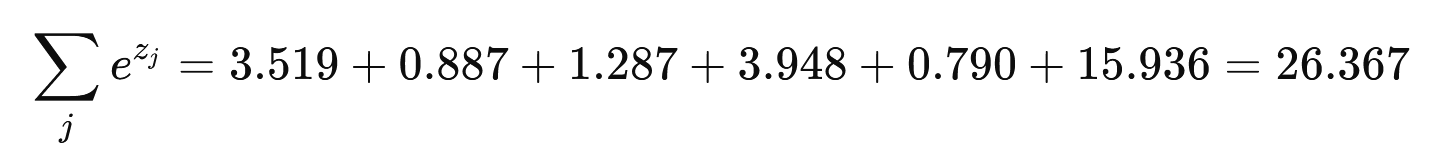 ∑_j e^{z_j} = 3.519 + 0.887 + 1.287 + 3.948 + 0.790 + 15.936 = 26.367